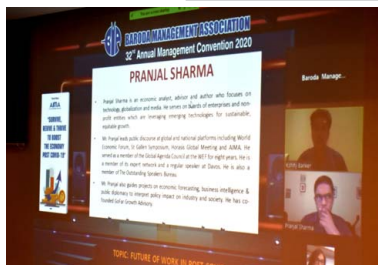 BARODA MANAGEMENT ASSOCIATION
32nd Annual Management Convention 2020
PRANJAL SHARMA
Pranjal Sharma is an economic analyst, advisor and author who focuses on
technology, globalisation and media. He serves on boards of enterprises and non-
profit entities which are leveraging emerging technologies for sustainable,
equitable growth.
Mr. Pranjal leads public discourse at global and national platforms including World
Economic Forum, St Gallen Symposium, Horasis Global Meeting and AIMA. He
served as a member of the Global Agenda Council at the WEF for eight years. He is
a member of its expert network and a regular speaker at Davos. He is also a
member of The Outstanding Speakers Bureau.
Mr. Pranjal also guides projects on economic forecasting, business intelligence &
public diplomacy to interpret policy impact on industry and society. He has co-
founded GoFar Growth Advisory.
AIMA
"SURVIVE,
REVIVE & THRIVE
TO BOOST
THE ECONOMY
POST COVID-19"
Baroda Manage...
Pranjal Sharma
TOPIC: FUTURE OF WORK IN POST